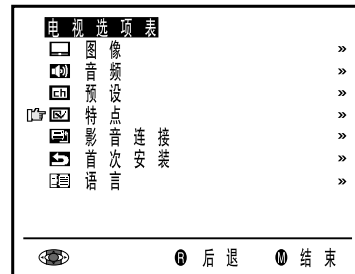 电视选项表
图像 »
音频 »
ch 预设 »
特点 »
影音连接 »
首次安装 »
语言 »
R 后退 M 结束